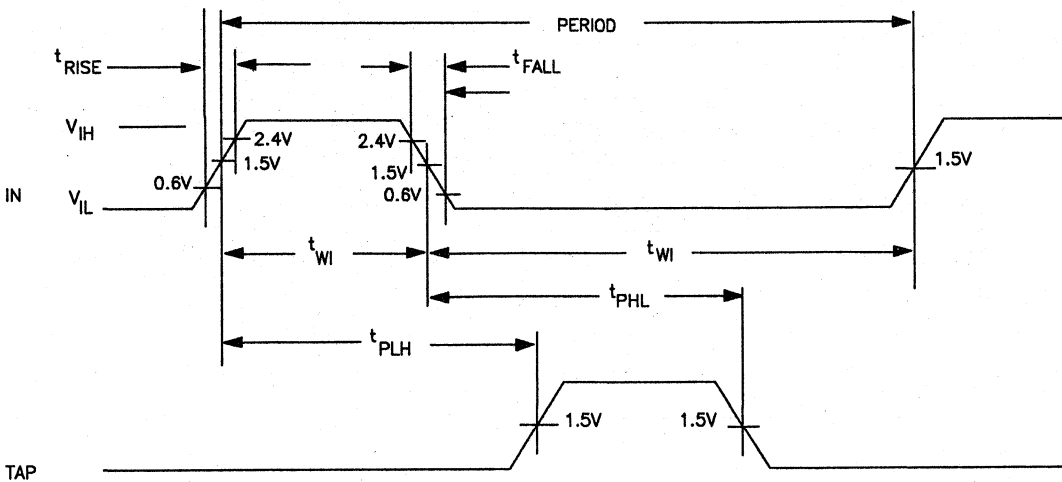 PERIOD
tRISE
tFALL
VIH
2.4V
2.4V
1.5V
1.5V
1.5V
0.6V
0.6V
IN
VIL
tWI
tWI
tPHL
tPLH
1.5V
1.5V
TAP